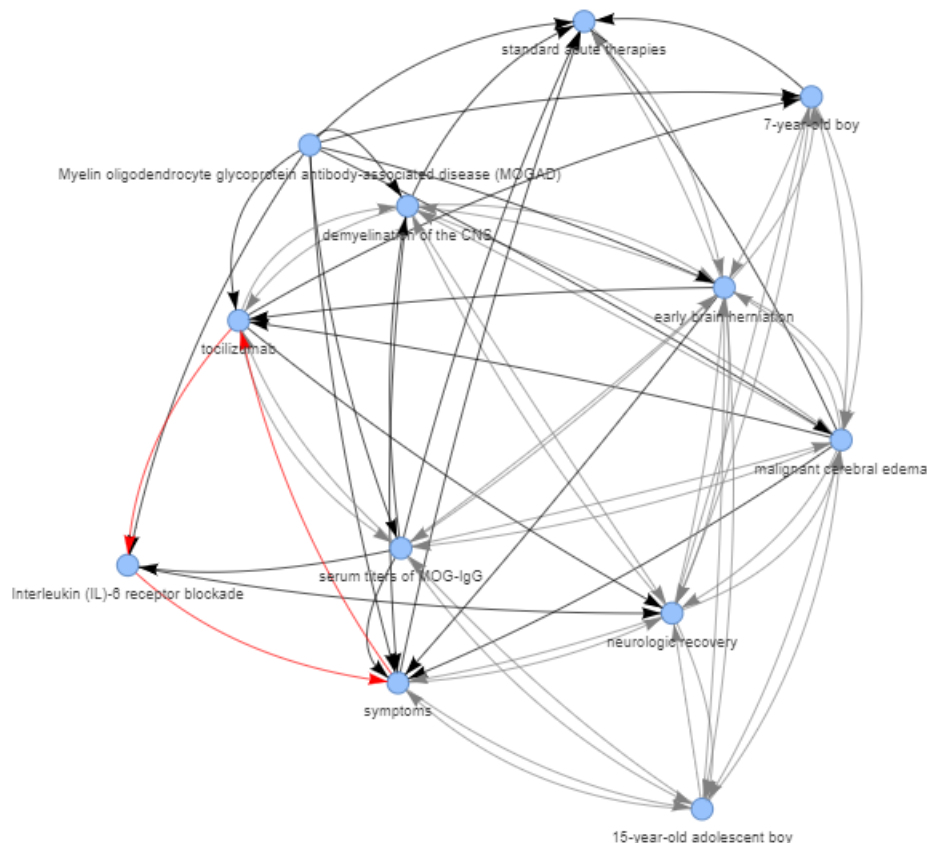 standard acute therapies
7-year-old boy
Myelin oligodendrocyte glycoprotein antibody-associated disease (MOGAD)
demyelination of the CNS
early brain herniation
tocilizumab
malignant cerebral edema
serum titers of MOG-IgG
Interleukin (IL)-6 receptor blockade
neurologic recovery
symptoms
15-year-old adolescent boy